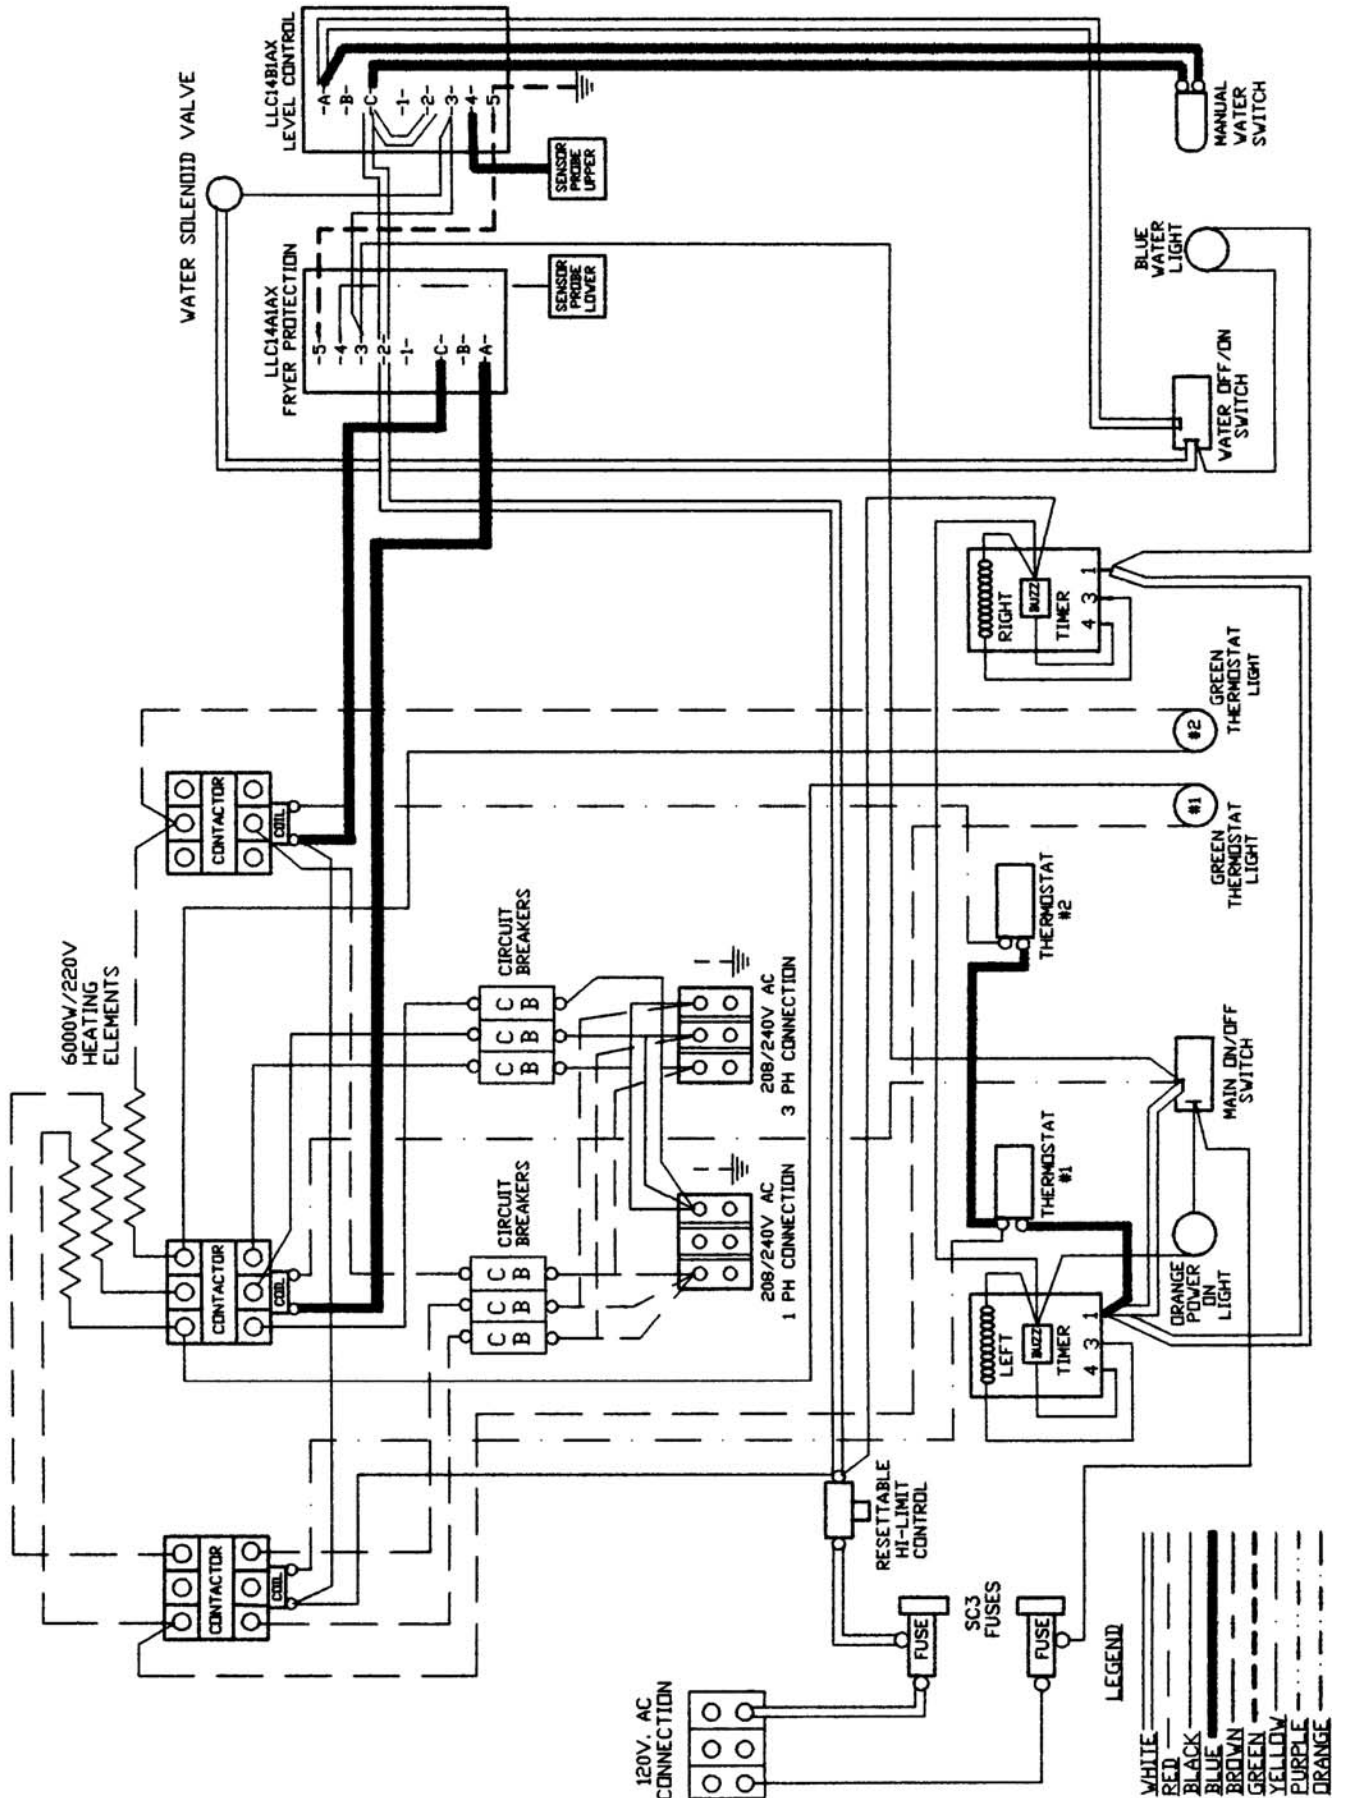 WATER SOLENOID VALVE
LLC14B1AX
LEVEL CONTROL
-A-
-B-
C-
-1-
-2-
-3-
-4-
5-
SENSOR
PROBE
UPPER
MANUAL
WATER
SWITCH
LLC14A1AX
FRYER PROTECTION
-5-
-4-
-3-
-2-
-1-
-C-
-B-
-A-
SENSOR
PROBE
LOWER
BLUE
WATER
LIGHT
WATER OFF/ON
SWITCH
RIGHT
BUZZ
TIMER
4 3 1
#2
GREEN
THERMOSTAT
LIGHT
#1
GREEN
THERMOSTAT
LIGHT
CONTACTOR
COIL
6000W/220V
HEATING
ELEMENTS
CIRCUIT
BREAKERS
C B
C B
C B
208/240V AC
3 PH CONNECTION
THERMOSTAT
#2
MAIN ON/OFF
SWITCH
CONTACTOR
COIL
CIRCUIT
BREAKERS
C B
C B
C B
208/240V AC
1 PH CONNECTION
THERMOSTAT
#1
ORANGE
POWER
ON
LIGHT
LEFT
BUZZ
TIMER
4 3 1
CONTACTOR
COIL
RESETTABLE
HI-LIMIT
CONTROL
SC3
FUSES
FUSE
FUSE
120V. AC
CONNECTION
LEGEND
WHITE
RED
BLACK
BLUE
BROWN
GREEN
YELLOW
PURPLE
ORANGE